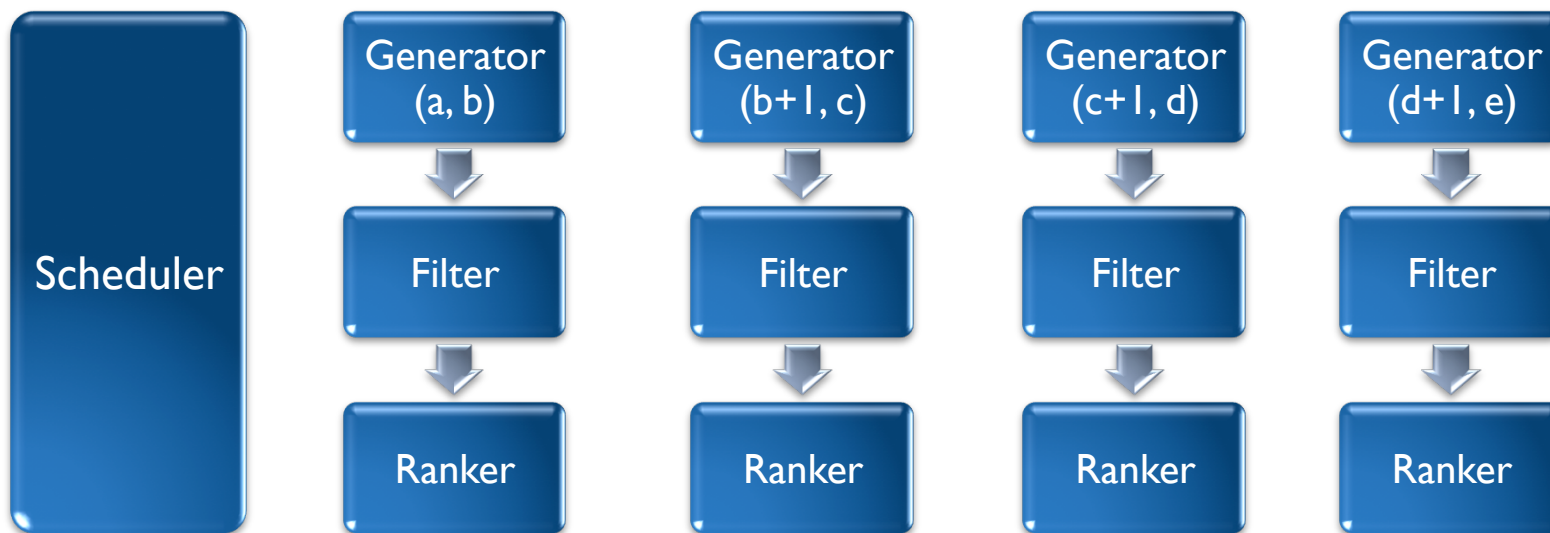 Scheduler
Generator
(a, b)
Filter
Ranker
Generator
(b+1, c)
Filter
Ranker
Generator
(c+1, d)
Filter
Ranker
Generator
(d+1, e)
Filter
Ranker